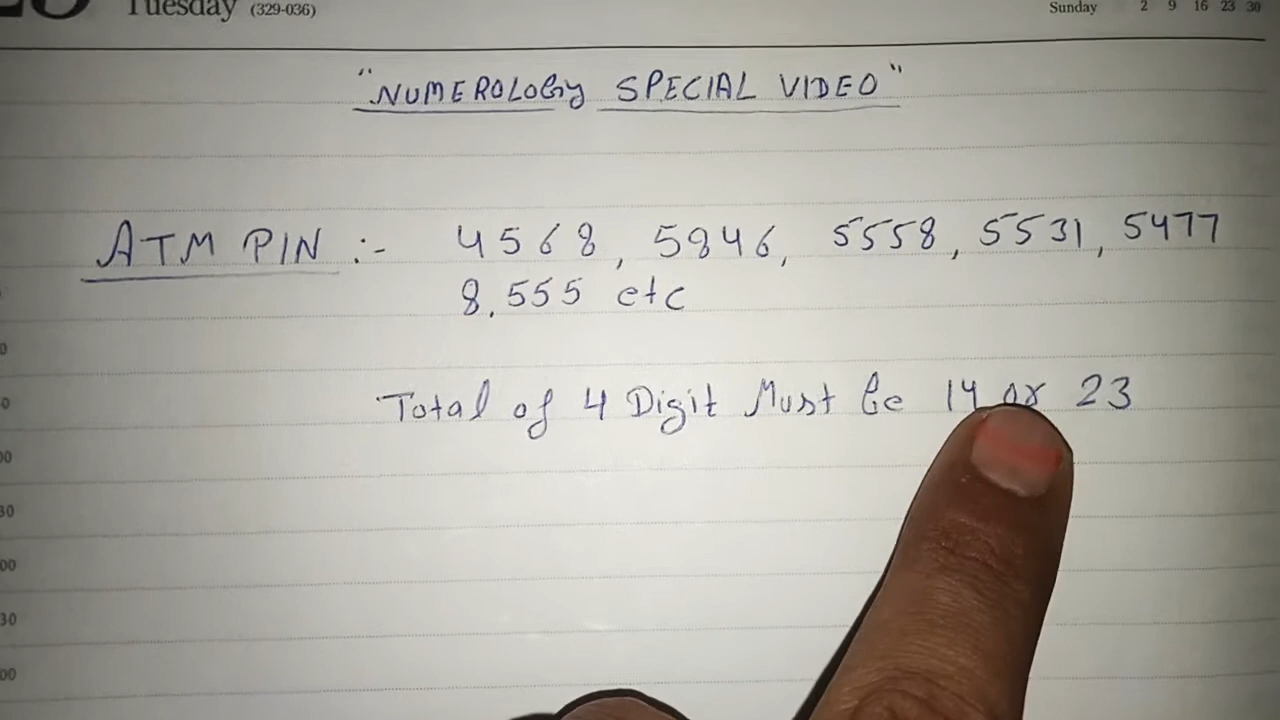 Tuesday (329-036)
Sunday 2 9 16 23 30
"NUMEROLOGY SPECIAL VIDEO"
ATM PIN :- 4568, 5846, 5558, 5531, 5477
8.555 etc
Total of 4 Digit Must be 14 or 23